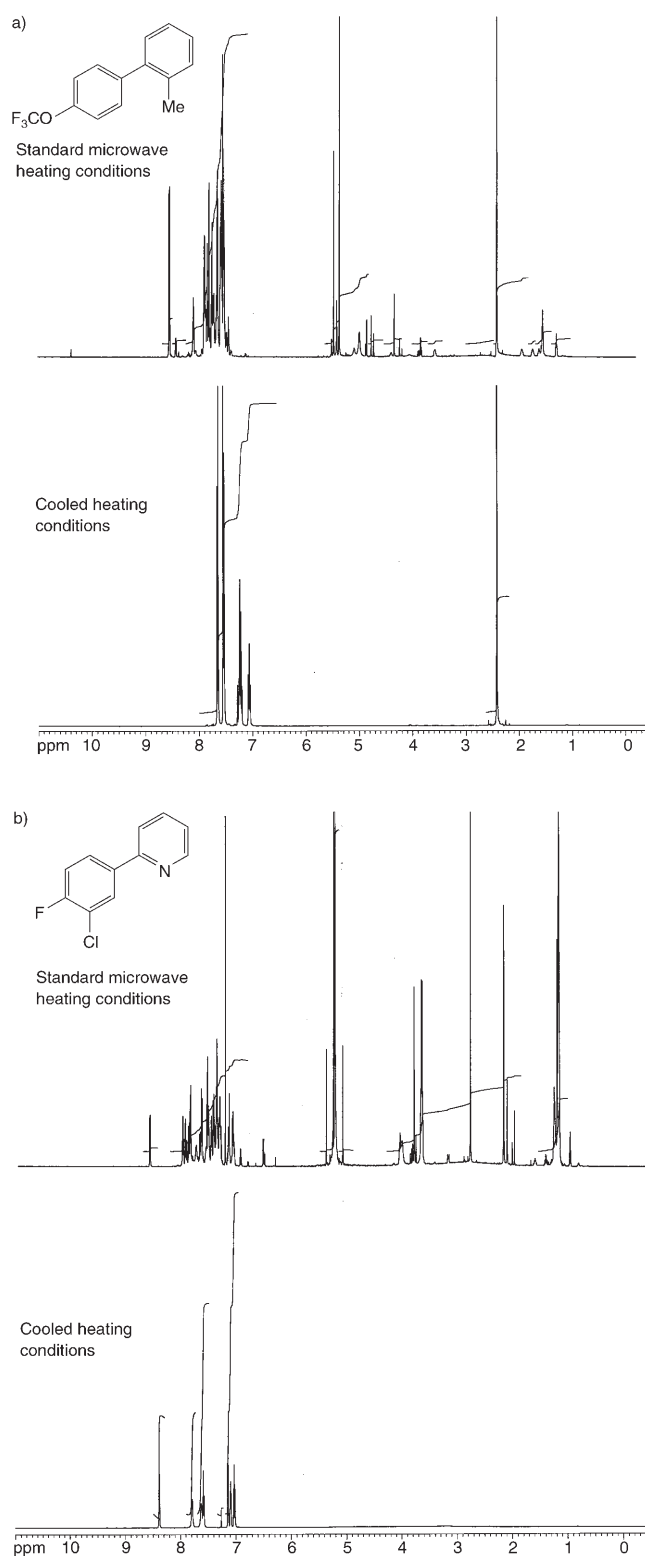 a)
F3CO
Me
Standard microwave
heating conditions
Cooled heating
conditions
ppm 10 9 8 7 6 5 4 3 2 1 0
b)
N
F
Cl
Standard microwave
heating conditions
Cooled heating
conditions
ppm 10 9 8 7 6 5 4 3 2 1 0